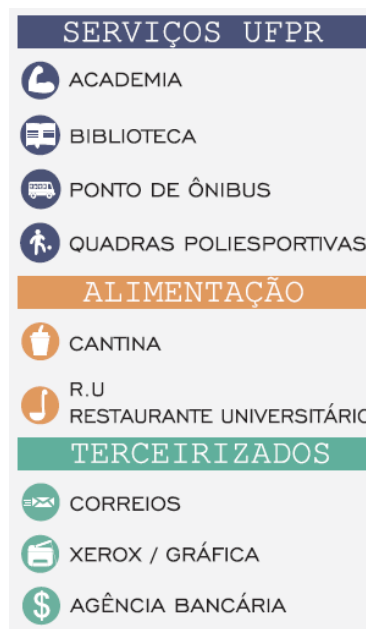 SERVIÇOS UFPR
ACADEMIA
BIBLIOTECA
PONTO DE ÔNIBUS
QUADRAS POLIESPORTIVAS
ALIMENTAÇÃO
CANTINA
R.U
RESTAURANTE UNIVERSITÁRIO
TERCEIRIZADOS
CORREIOS
XEROX / GRÁFICA
$
AGÊNCIA BANCÁRIA